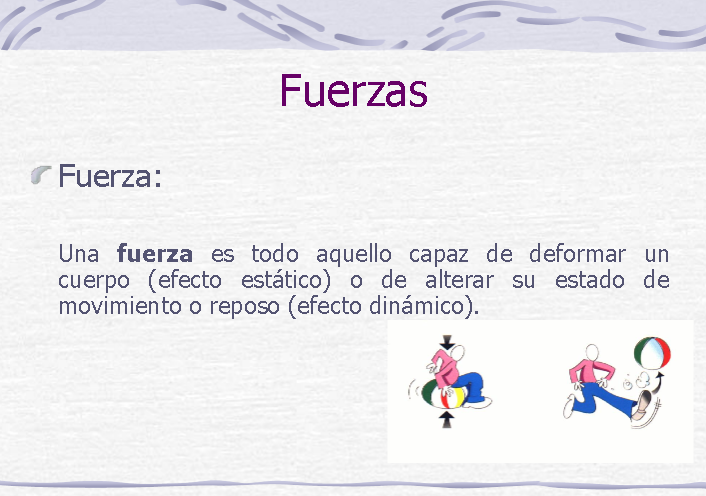 Fuerzas
Fuerza:
Una fuerza es todo aquello capaz de deformar un
cuerpo (efecto estático) o de alterar su estado de
movimiento o reposo (efecto dinámico).